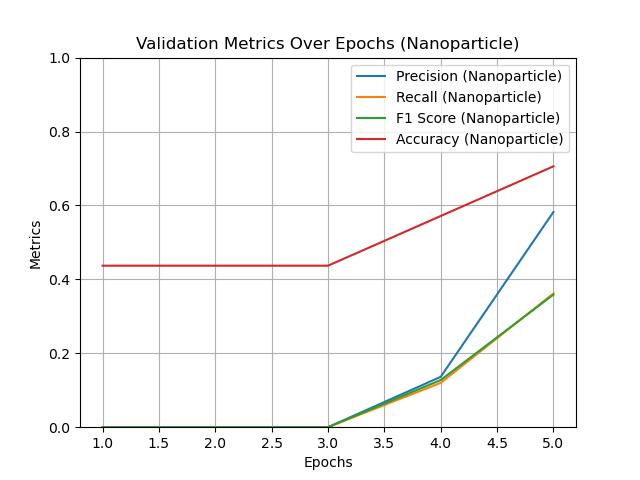 Validation Metrics Over Epochs (Nanoparticle)
Precision (Nanoparticle)
Recall (Nanoparticle)
F1 Score (Nanoparticle)
Accuracy (Nanoparticle)
1.0
0.8
0.6
0.4
0.2
0.0
Metrics
1.0 1.5 2.0 2.5 3.0 3.5 4.0 4.5 5.0
Epochs